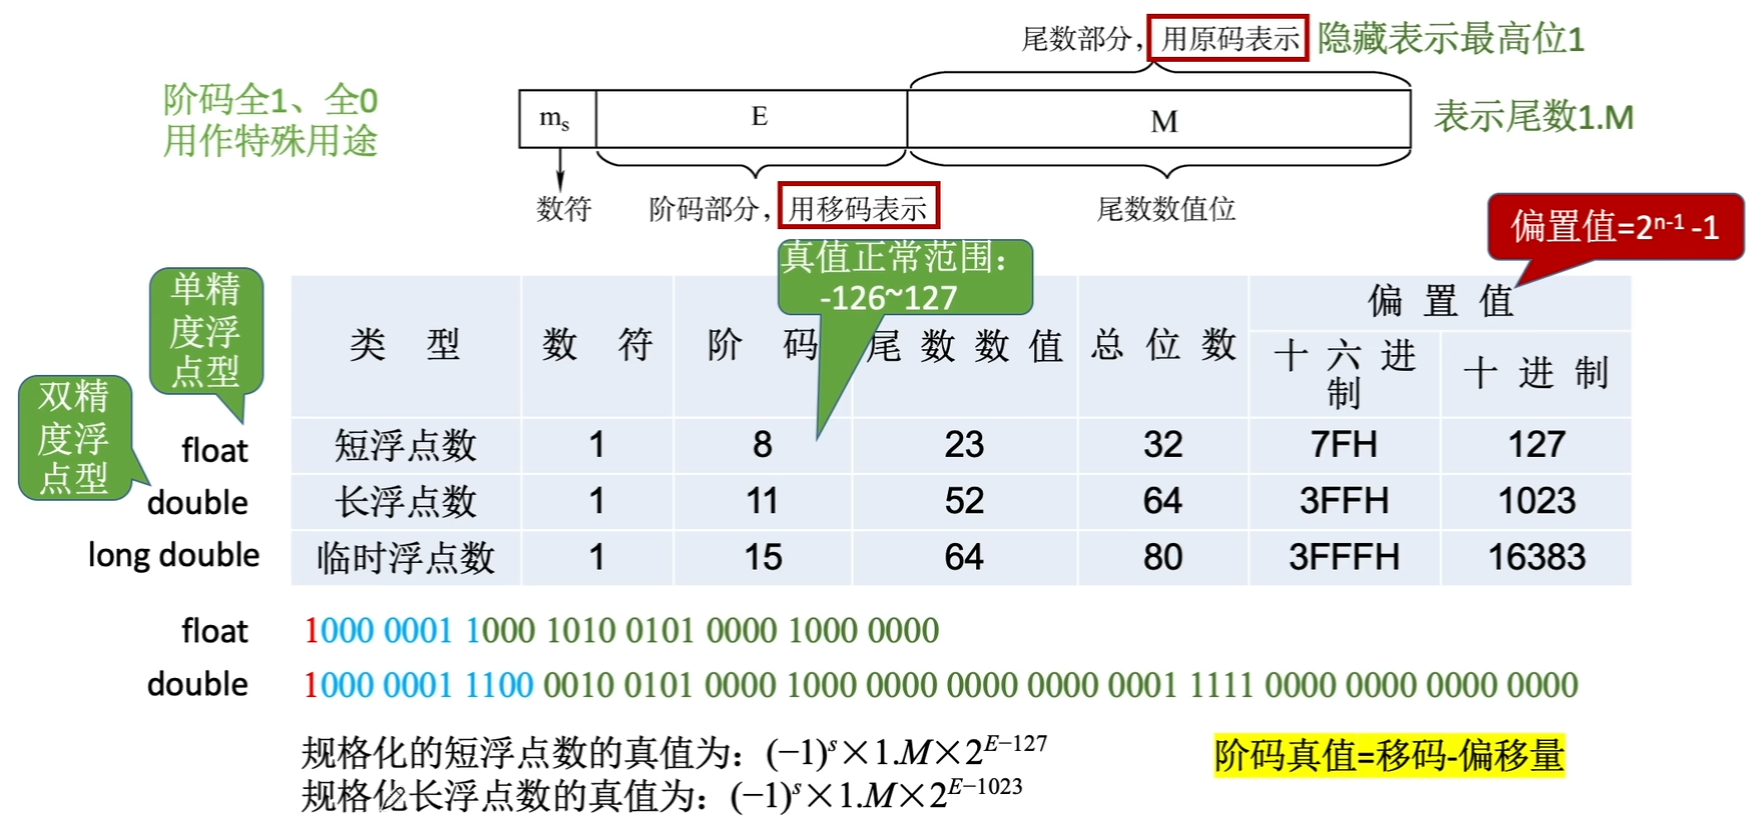 尾数部分，用原码表示 隐藏表示最高位1
阶码全1、全0
用作特殊用途
mₛ E M
表示尾数1.M
数符 阶码部分，用移码表示 尾数数值位
偏置值=2ⁿ⁻¹ -1
真值正常范围：
-126~127
单精
度浮
点型
双精
度浮
点型
类 型 数 符 阶 码 尾数数值 总位数 偏置值
十六进制 十进制
float 短浮点数 1 8 23 32 7FH 127
double 长浮点数 1 11 52 64 3FFH 1023
long double 临时浮点数 1 15 64 80 3FFFH 16383
float 1000 0001 1000 1010 0101 0000 1000 0000
double 1000 0001 1100 0010 0101 0000 1000 0000 0000 0000 0001 1111 0000 0000 0000 0000
规格化的短浮点数的真值为：(−1)ˢ×1.M×2^{E−127}
阶码真值=移码-偏移量
规格化长浮点数的真值为：(−1)ˢ×1.M×2^{E−1023}